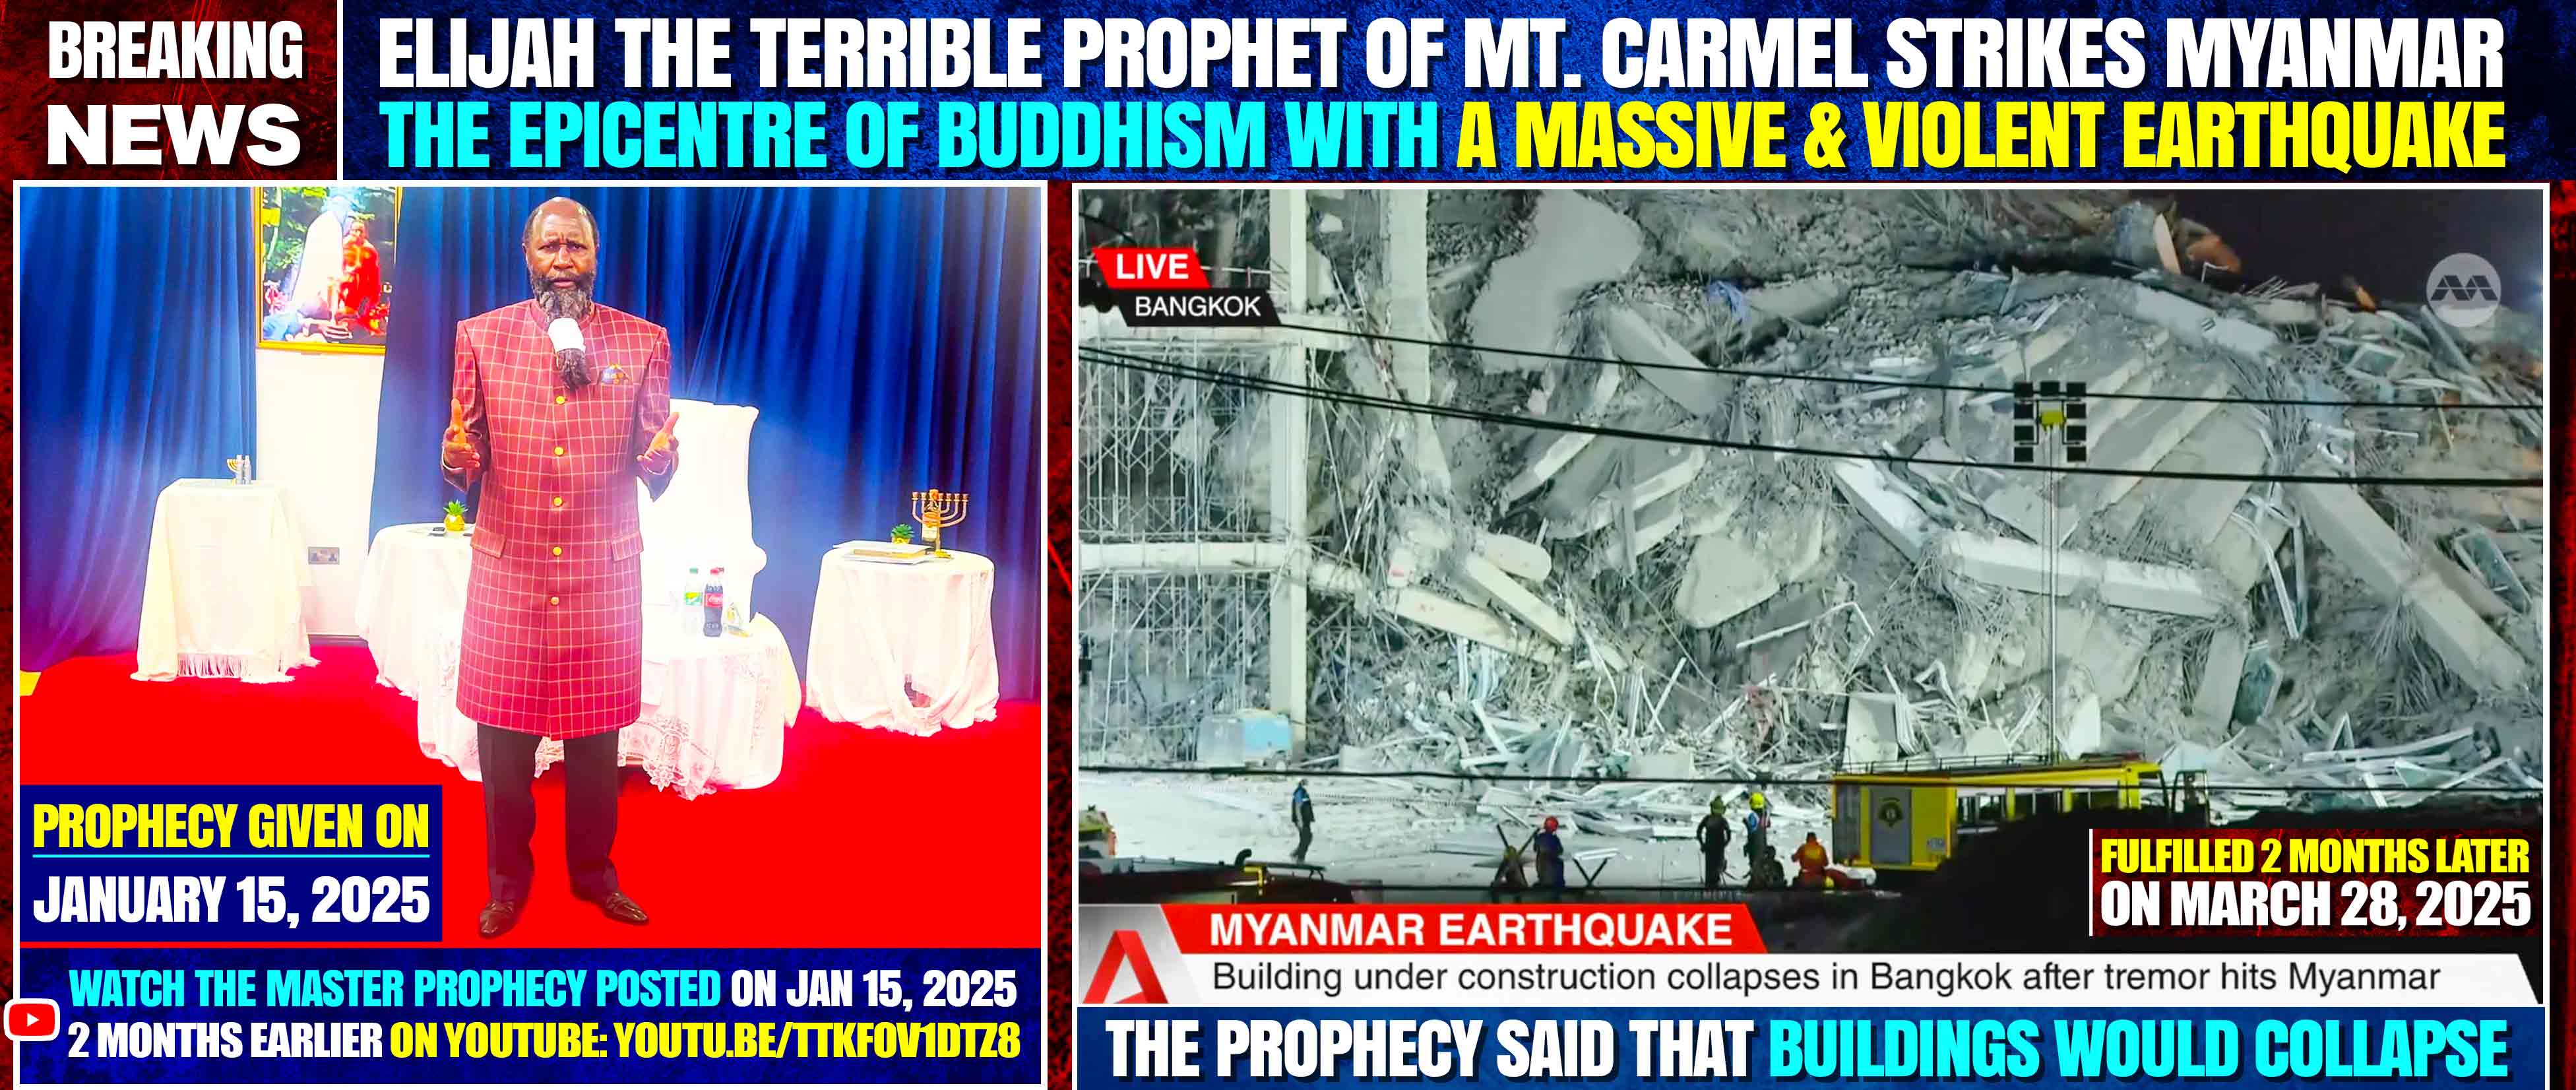 BREAKING
NEWS
ELIJAH THE TERRIBLE PROPHET OF MT. CARMEL STRIKES MYANMAR
THE EPICENTRE OF BUDDHISM WITH A MASSIVE & VIOLENT EARTHQUAKE
PROPHECY GIVEN ON
JANUARY 15, 2025
WATCH THE MASTER PROPHECY POSTED ON JAN 15, 2025
2 MONTHS EARLIER ON YOUTUBE: YOUTU.BE/TTKFOV1DTZ8
LIVE
BANGKOK
FULFILLED 2 MONTHS LATER
ON MARCH 28, 2025
MYANMAR EARTHQUAKE
Building under construction collapses in Bangkok after tremor hits Myanmar
THE PROPHECY SAID THAT BUILDINGS WOULD COLLAPSE